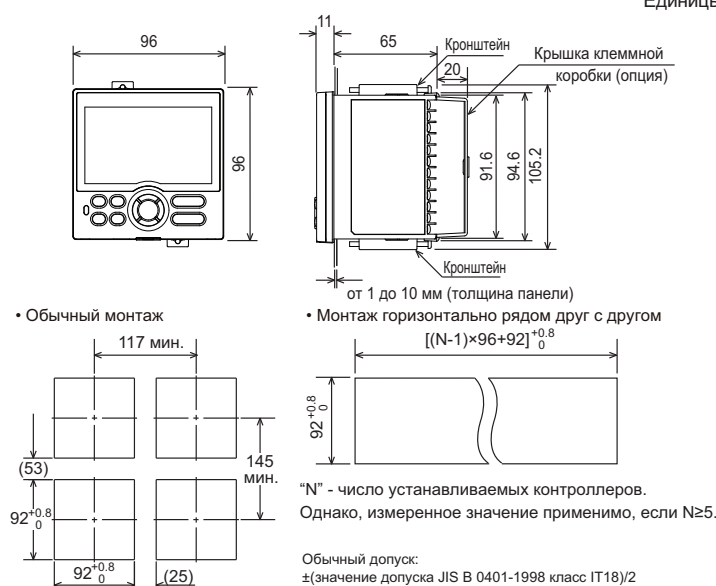 Единицы
11
96
65
Кронштейн
20
Крышка клеммной
коробки (опция)
96
91.6
94.6
105.2
Кронштейн
от 1 до 10 мм (толщина панели)
• Обычный монтаж
117 мин.
(53)
145
мин.
92+0.8 0
92+0.8 0
(25)
• Монтаж горизонтально рядом друг с другом
[(N-1)×96+92]+0.8 0
92+0.8 0
“N” - число устанавливаемых контроллеров.
Однако, измеренное значение применимо, если N≥5.
Обычный допуск:
±(значение допуска JIS B 0401-1998 класс IT18)/2